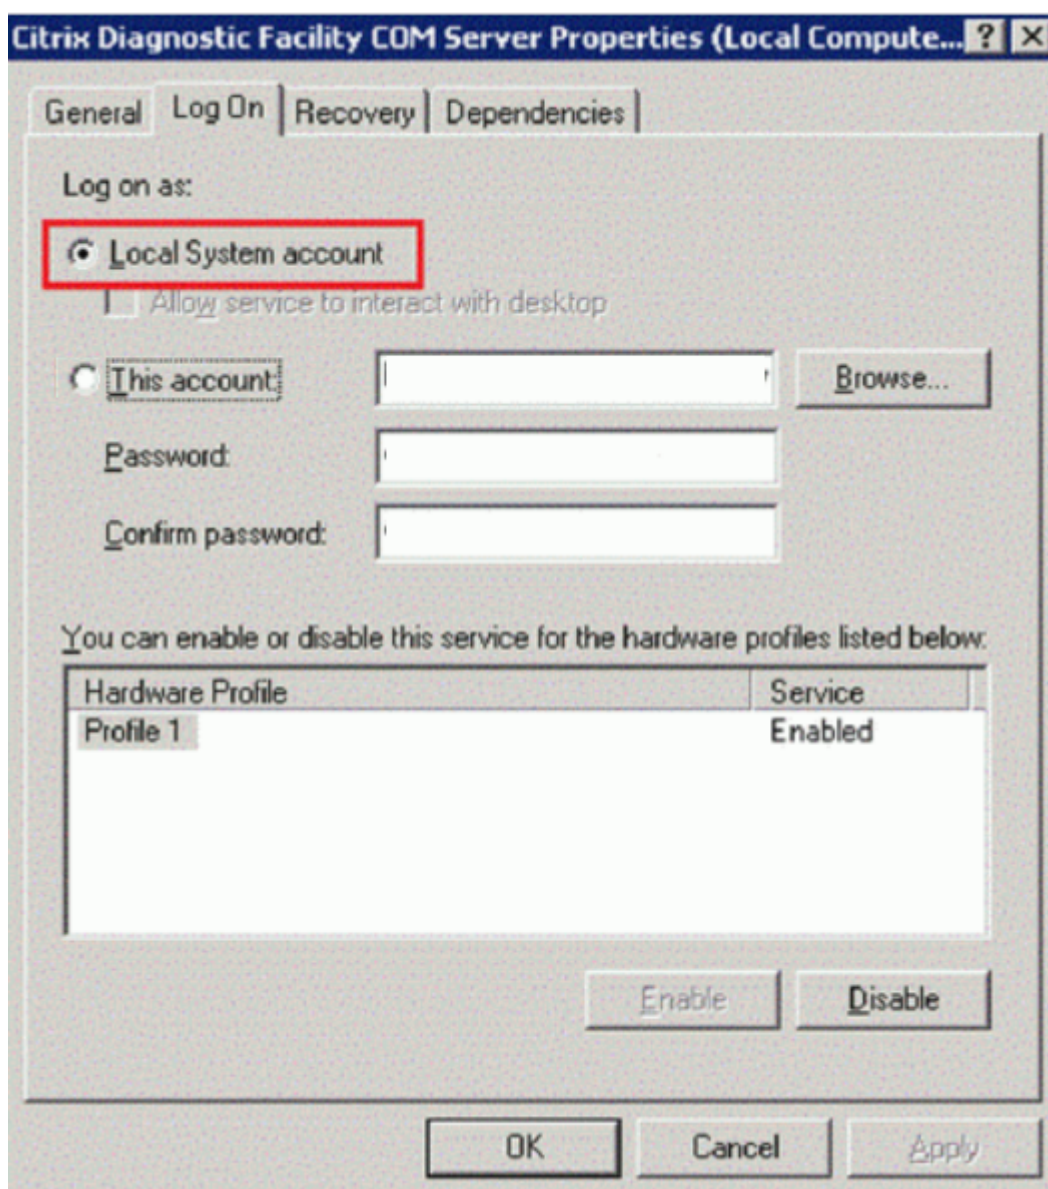 Citrix Diagnostic Facility COM Server Properties (Local Compute... ? X
General Log On Recovery Dependencies
Log on as:
Local System account
Allow service to interact with desktop
This account: Browse...
Password:
Confirm password:
You can enable or disable this service for the hardware profiles listed below:
Hardware Profile Service
Profile 1 Enabled
Enable Disable
OK Cancel Apply